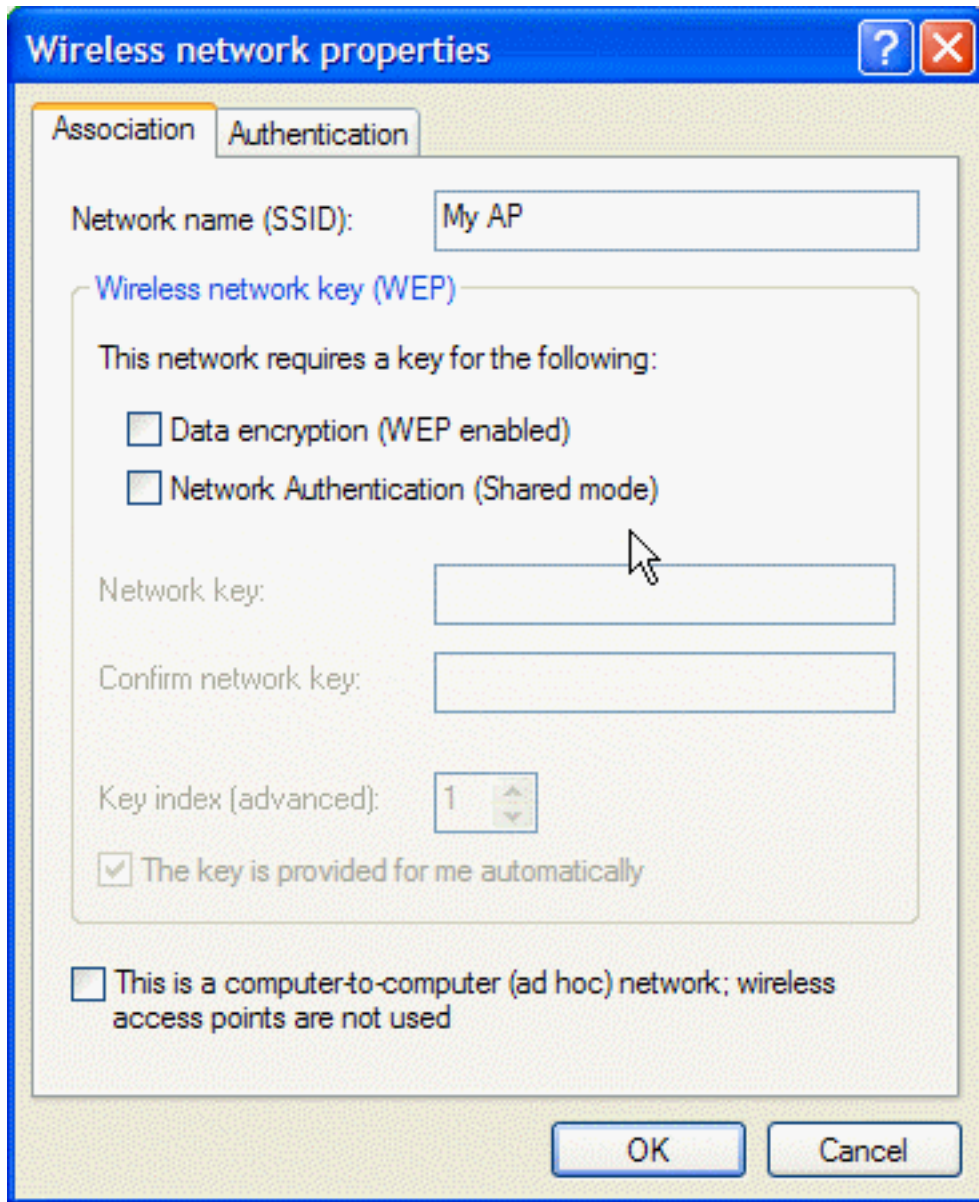 Wireless network properties
?
Association
Authentication
Network name (SSID):
My AP
Wireless network key (WEP)
This network requires a key for the following:
Data encryption (WEP enabled)
Network Authentication (Shared mode)
Network key:
Confirm network key:
Key index (advanced):
1
The key is provided for me automatically
This is a computer-to-computer (ad hoc) network; wireless
access points are not used
OK
Cancel